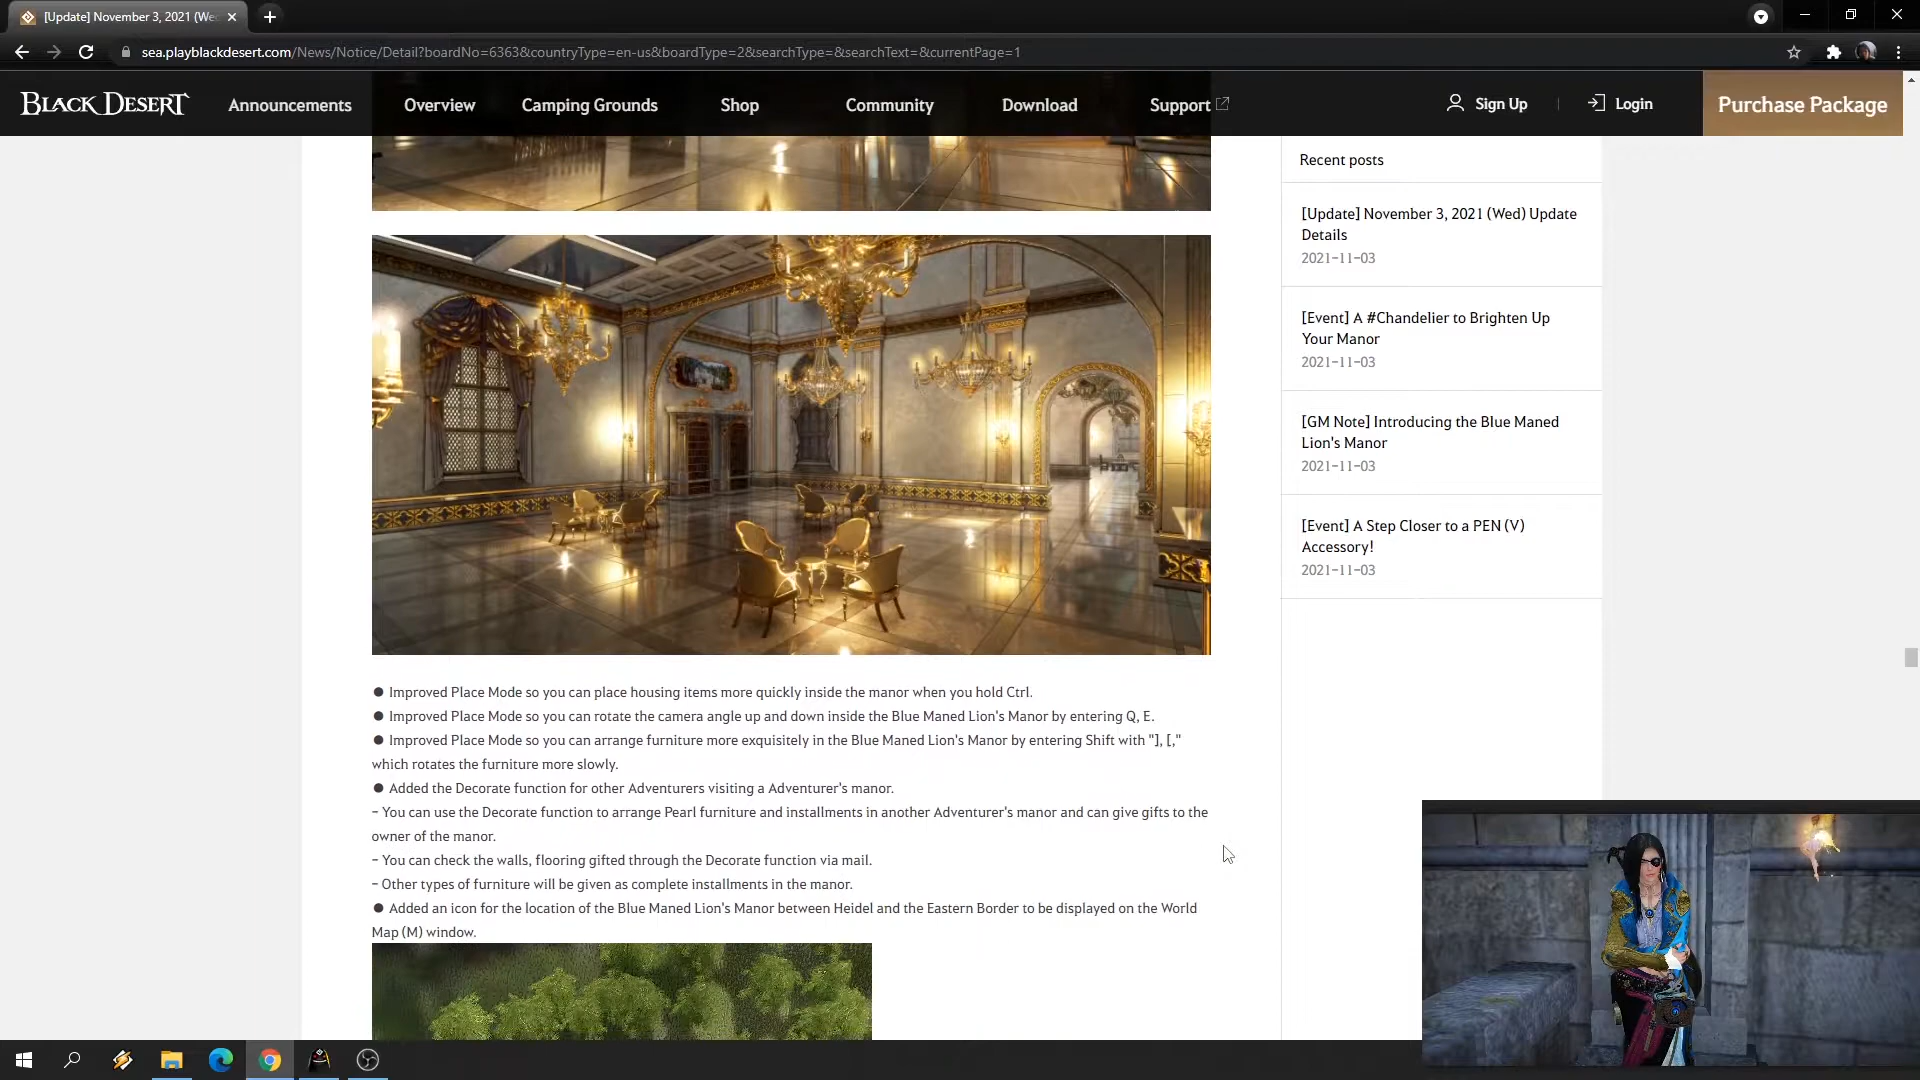 [Update] November 3, 2021 (We
sea.playblackdesert.com/News/Notice/Detail?boardNo=6363&countryType=en-us&boardType=2&searchType=&searchText=&currentPage=1
BLACK DESERT Announcements Overview Camping Grounds Shop Community Download Support Sign Up Login Purchase Package
Recent posts
[Update] November 3, 2021 (Wed) Update
Details
2021-11-03
[Event] A #Chandelier to Brighten Up
Your Manor
2021-11-03
[GM Note] Introducing the Blue Maned
Lion's Manor
2021-11-03
[Event] A Step Closer to a PEN (V)
Accessory!
2021-11-03
● Improved Place Mode so you can place housing items more quickly inside the manor when you hold Ctrl.
● Improved Place Mode so you can rotate the camera angle up and down inside the Blue Maned Lion's Manor by entering Q, E.
● Improved Place Mode so you can arrange furniture more exquisitely in the Blue Maned Lion's Manor by entering Shift with "], [,"
which rotates the furniture more slowly.
● Added the Decorate function for other Adventurers visiting a Adventurer's manor.
- You can use the Decorate function to arrange Pearl furniture and installments in another Adventurer's manor and can give gifts to the
owner of the manor.
- You can check the walls, flooring gifted through the Decorate function via mail.
- Other types of furniture will be given as complete installments in the manor.
● Added an icon for the location of the Blue Maned Lion's Manor between Heidel and the Eastern Border to be displayed on the World
Map (M) window.